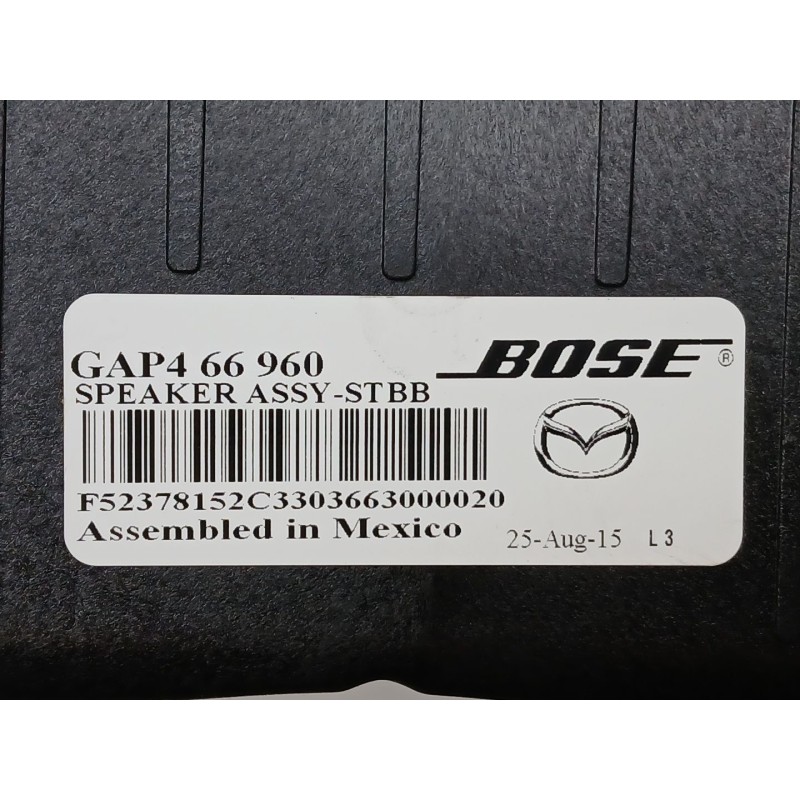 GAP4 66 960
BOSE ®
SPEAKER ASSY-STBB
F52378152C3303663000020
Assembled in Mexico
25-Aug-15 L3